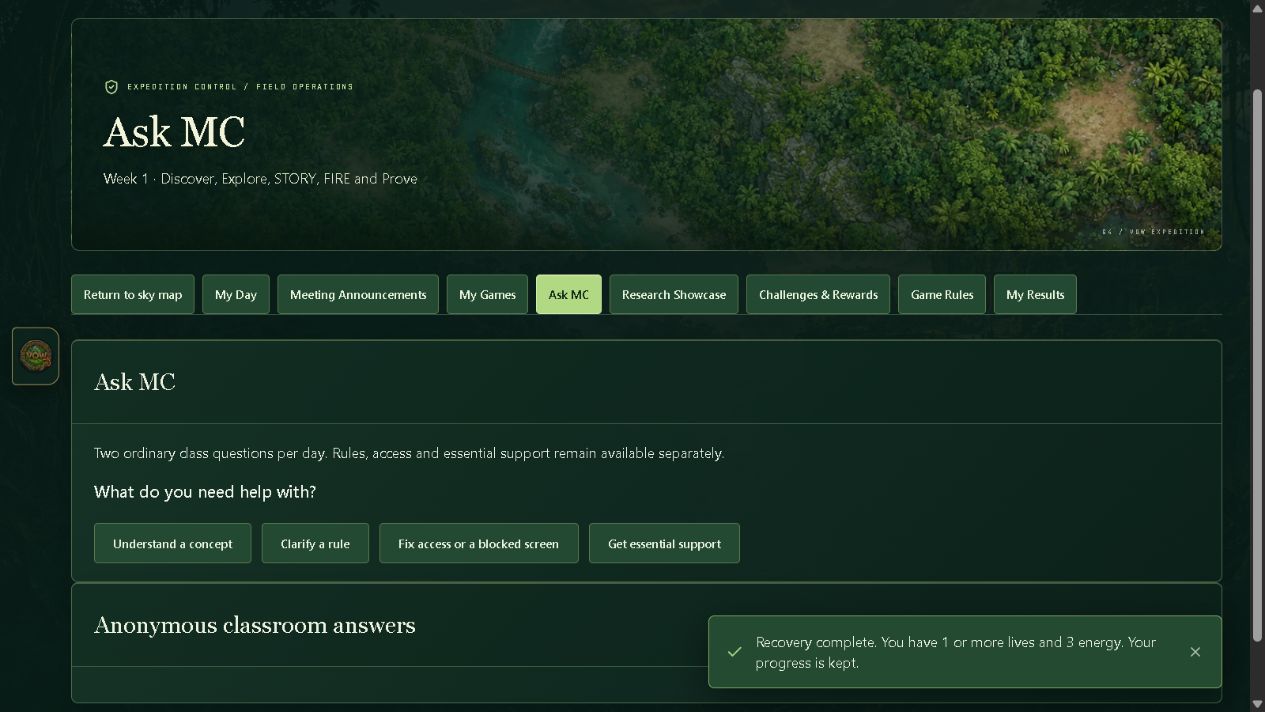 EXPEDITION CONTROL / FIELD OPERATIONS
Ask MC
Week 1 · Discover, Explore, STORY, FIRE and Prove
04 / VOW EXPEDITION
Return to sky map
My Day
Meeting Announcements
My Games
Ask MC
Research Showcase
Challenges & Rewards
Game Rules
My Results
VOW
Ask MC
Two ordinary class questions per day. Rules, access and essential support remain available separately.
What do you need help with?
Understand a concept
Clarify a rule
Fix access or a blocked screen
Get essential support
Anonymous classroom answers
Recovery complete. You have 1 or more lives and 3 energy. Your
progress is kept.